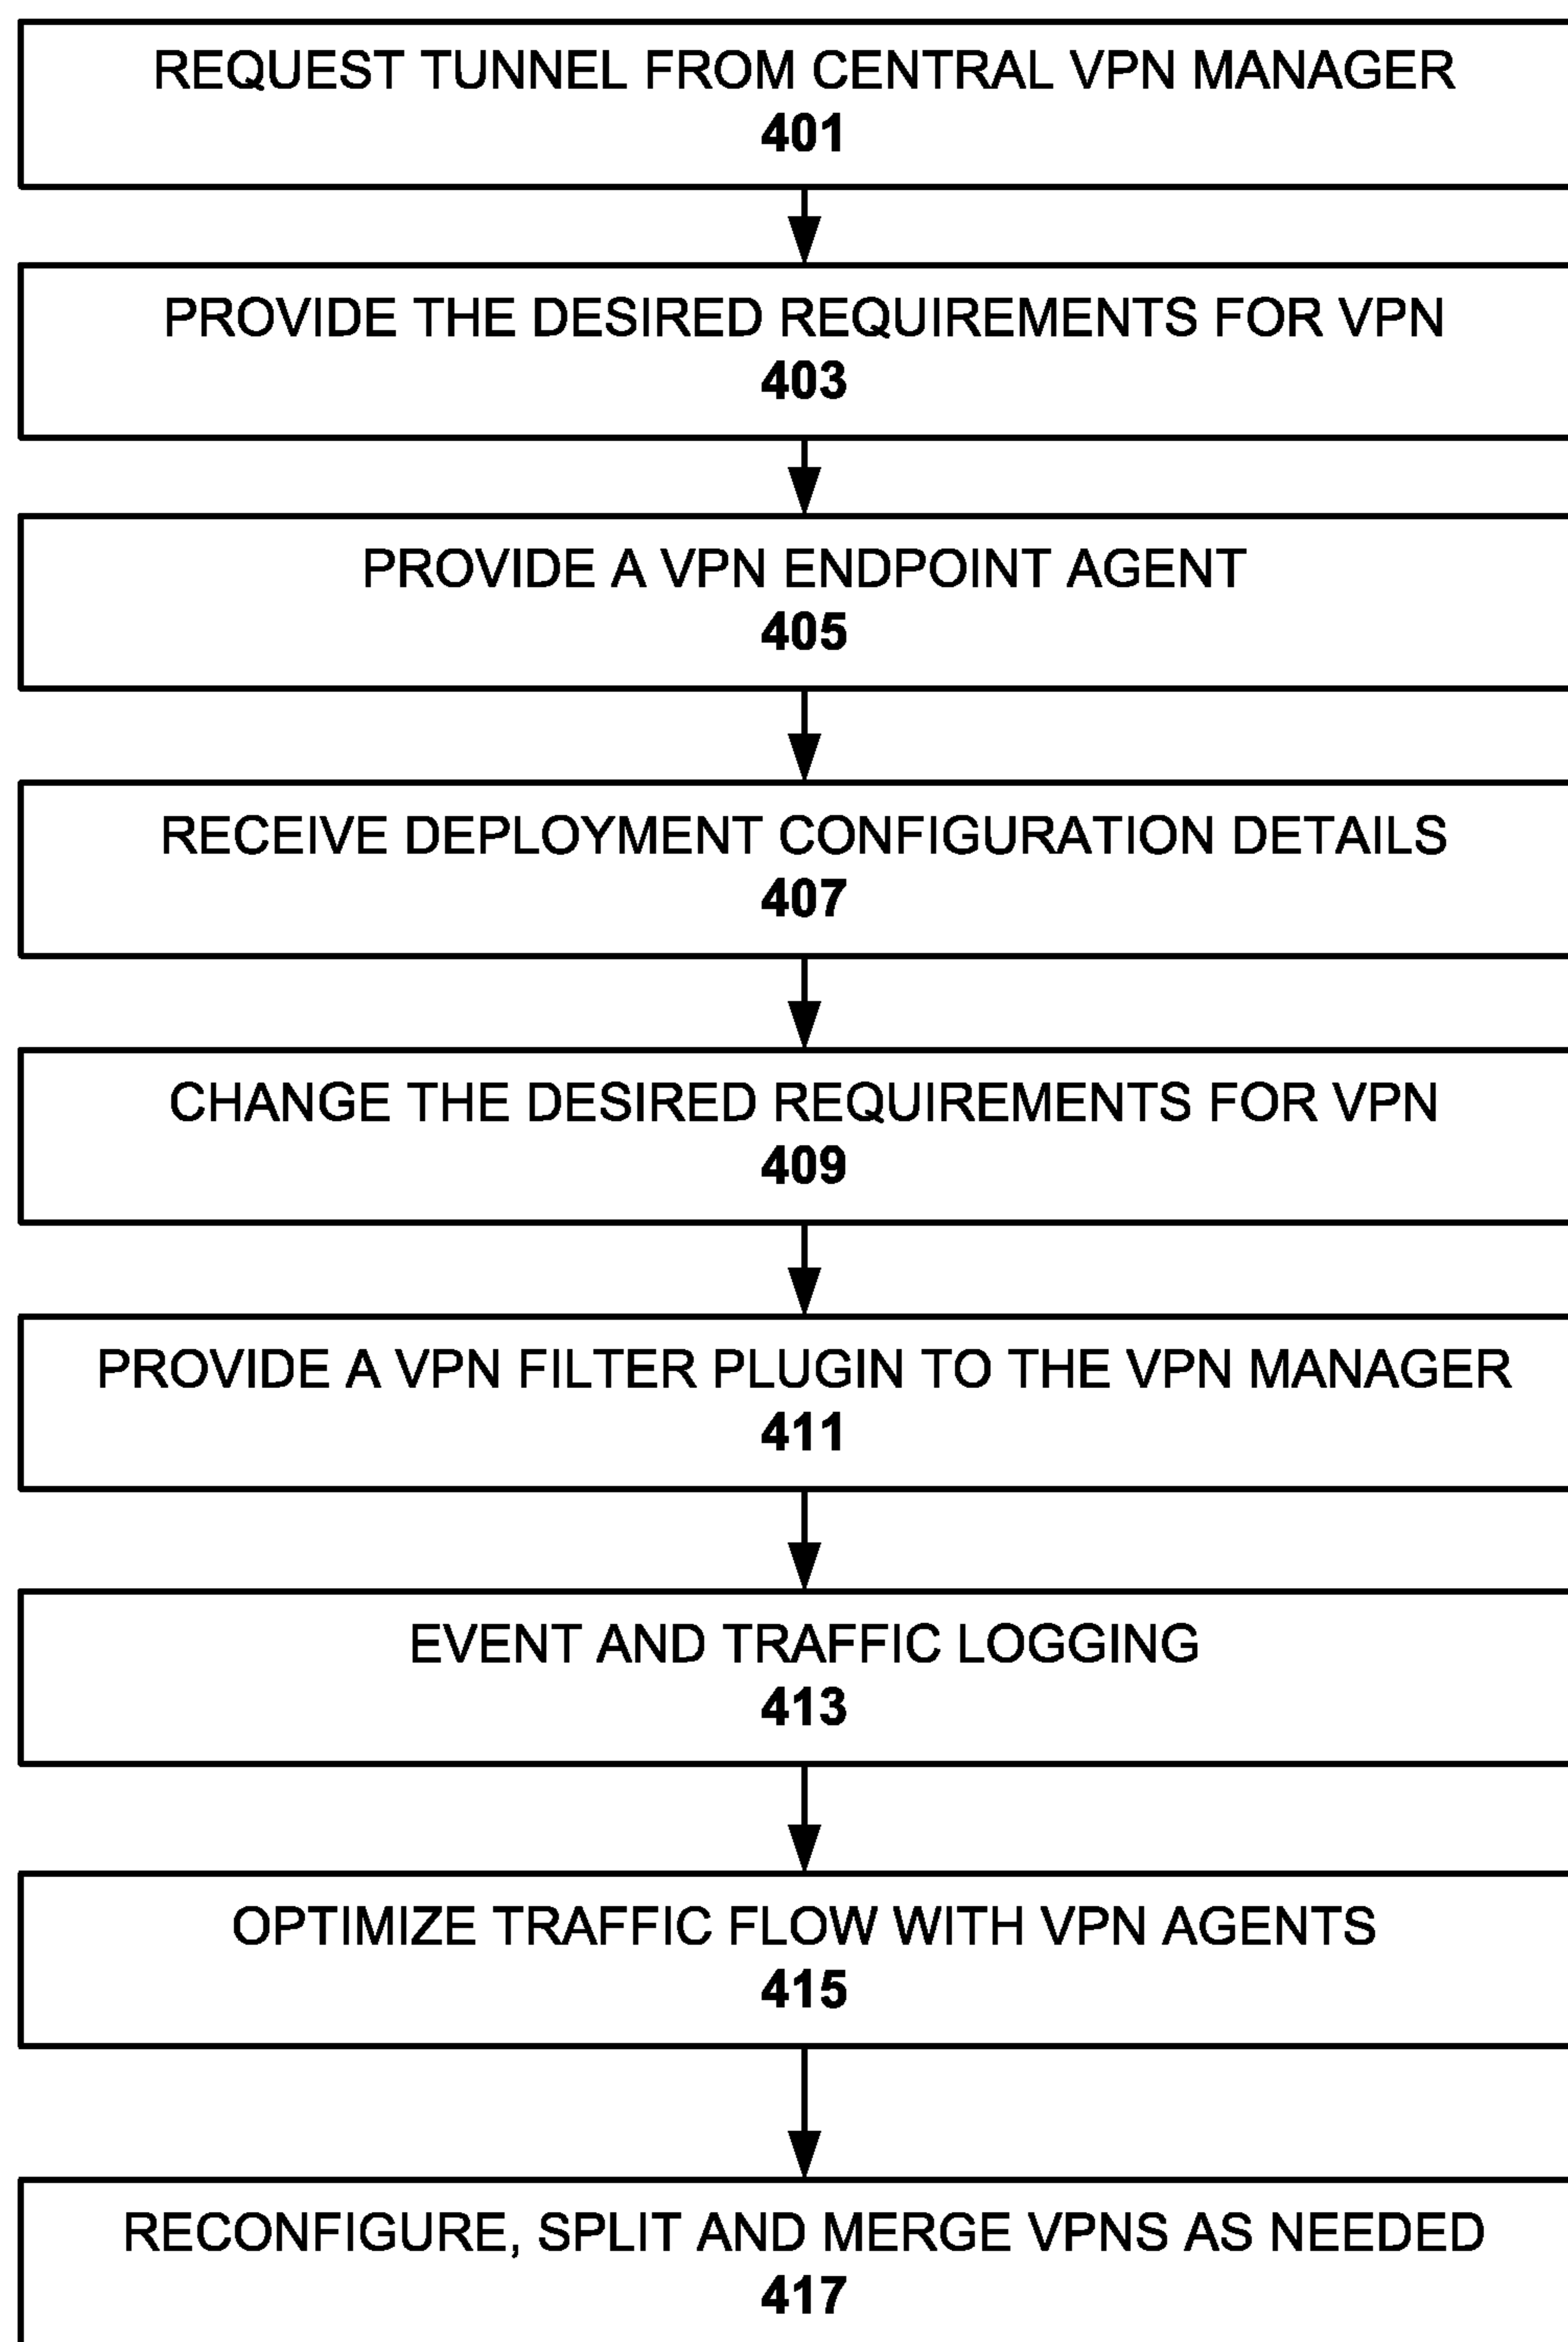 REQUEST TUNNEL FROM CENTRAL VPN MANAGER
401
PROVIDE THE DESIRED REQUIREMENTS FOR VPN
403
PROVIDE A VPN ENDPOINT AGENT
405
RECEIVE DEPLOYMENT CONFIGURATION DETAILS
407
CHANGE THE DESIRED REQUIREMENTS FOR VPN
409
PROVIDE A VPN FILTER PLUGIN TO THE VPN MANAGER
411
EVENT AND TRAFFIC LOGGING
413
OPTIMIZE TRAFFIC FLOW WITH VPN AGENTS
415
RECONFIGURE, SPLIT AND MERGE VPNS AS NEEDED
417